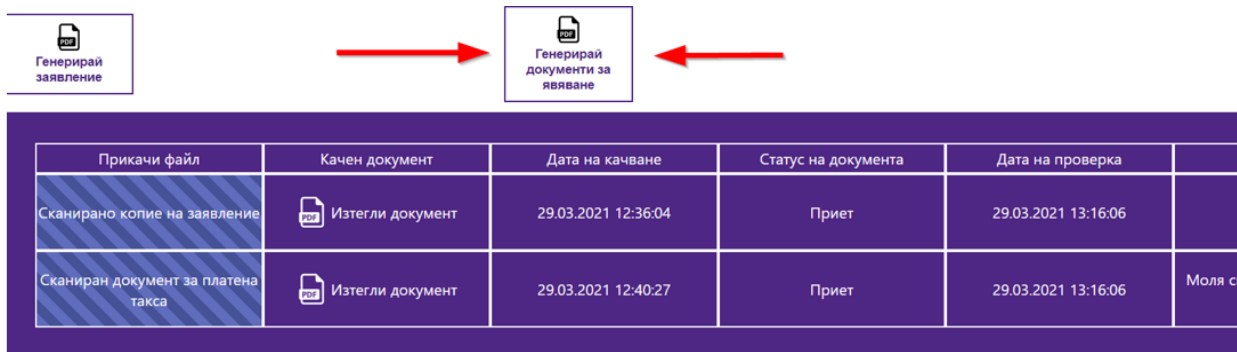 PDF
Генерирай
заявление
PDF
Генерирай
документи за
явяване
Прикачи файл
Качен документ
Дата на качване
Статус на документа
Дата на проверка
Сканирано копие на заявление
PDF
Изтегли документ
29.03.2021 12:36:04
Приет
29.03.2021 13:16:06
Сканиран документ за платена
такса
PDF
Изтегли документ
29.03.2021 12:40:27
Приет
29.03.2021 13:16:06
Моля